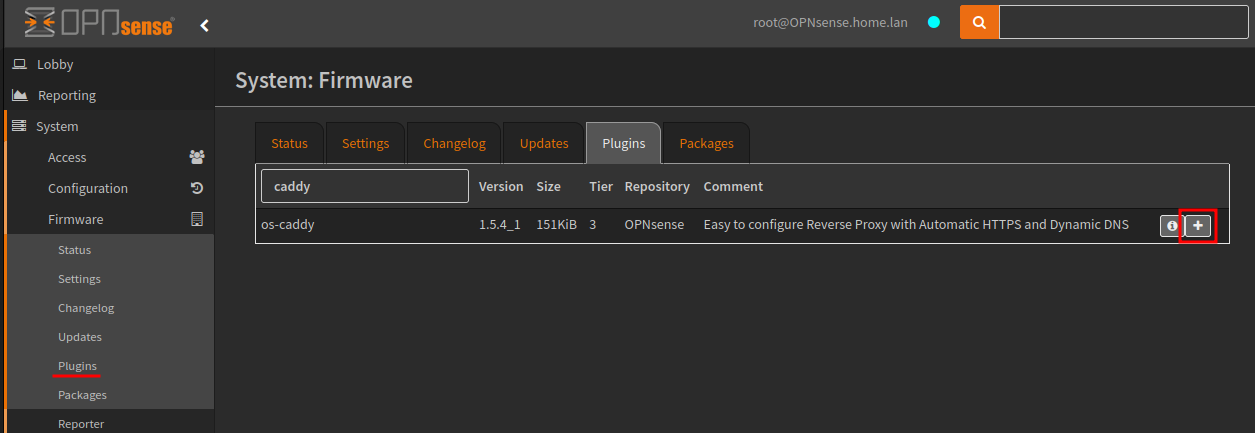 OPNsense
root@OPNsense.home.lan
Lobby
Reporting
System
Access
Configuration
Firmware
Status
Settings
Changelog
Updates
Plugins
Packages
Reporter
System: Firmware
Status Settings Changelog Updates Plugins Packages
caddy Version Size Tier Repository Comment
os-caddy 1.5.4_1 151KiB 3 OPNsense Easy to configure Reverse Proxy with Automatic HTTPS and Dynamic DNS